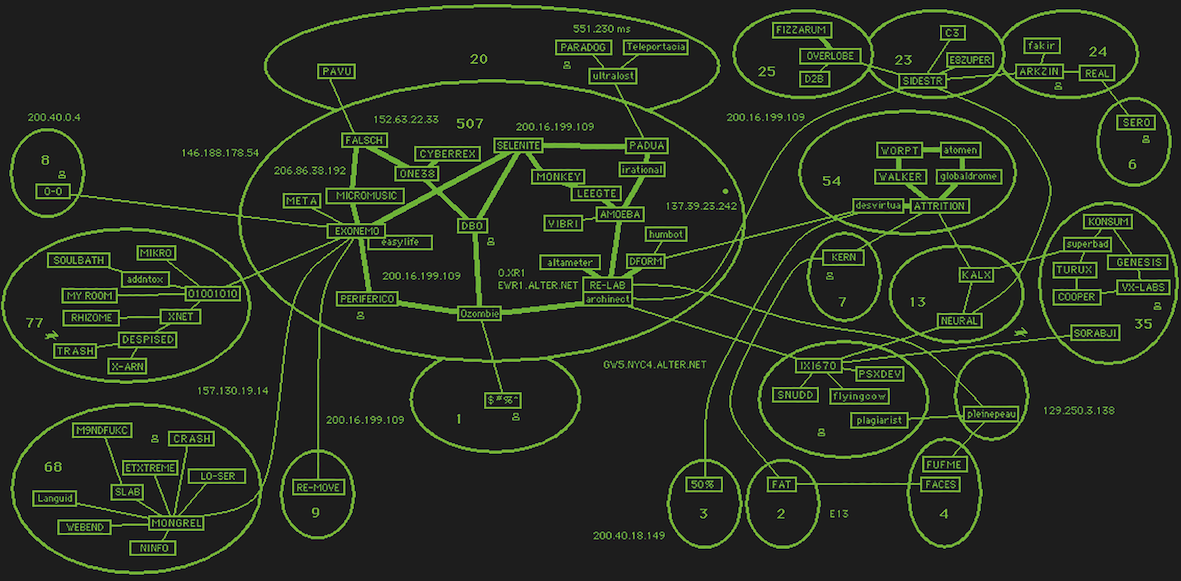 551.230 ms
PARADOG
Teleportacia
ultralost
20
PAVU
FIZZARUM
OVERLOBE
D2B
25
C3
23
E8ZUPER
SIDESTR
fakir
24
ARKZIN
REAL
SERO
6
200.40.0.4
8
0-0
146.188.178.54
152.63.22.33
507
200.16.199.109
200.16.199.109
FALSCH
CYBERREX
ONE38
SELENITE
PADUA
irational
206.86.38.192
MICROMUSIC
META
EXONEMO
easylife
MONKEY
LEEGTE
VIBRI
AMOEBA
DBO
humbot
137.39.23.242
altameter
DFORM
200.16.199.109
0.XR1
EWR1.ALTER.NET
RE-LAB
archinect
PERIFERICO
0zombie
WORPT
atomen
54
WALKER
globaldrome
desvirtua
ATTRITION
KERN
7
KALX
13
NEURAL
KONSUM
superbad
TURUX
GENESIS
COOPER
VX-LABS
35
SORABJI
SOULBATH
MIKRO
addntox
MY ROOM
01001010
RHIZOME
XNET
77
DESPISED
TRASH
X-ARN
157.130.19.14
GW5.NYC4.ALTER.NET
1X1670
PSXDEV
SNUDD
flyingoow
plagiarist
pleinepeau
129.250.3.138
$#%^
1
200.16.199.109
M9NDFUKC
CRASH
68
ETXTREME
LO-SER
SLAB
Languid
WEBEND
MONGREL
NINFO
RE-MOVE
9
50%
3
200.40.18.149
FAT
2
E13
FUFME
FACES
4